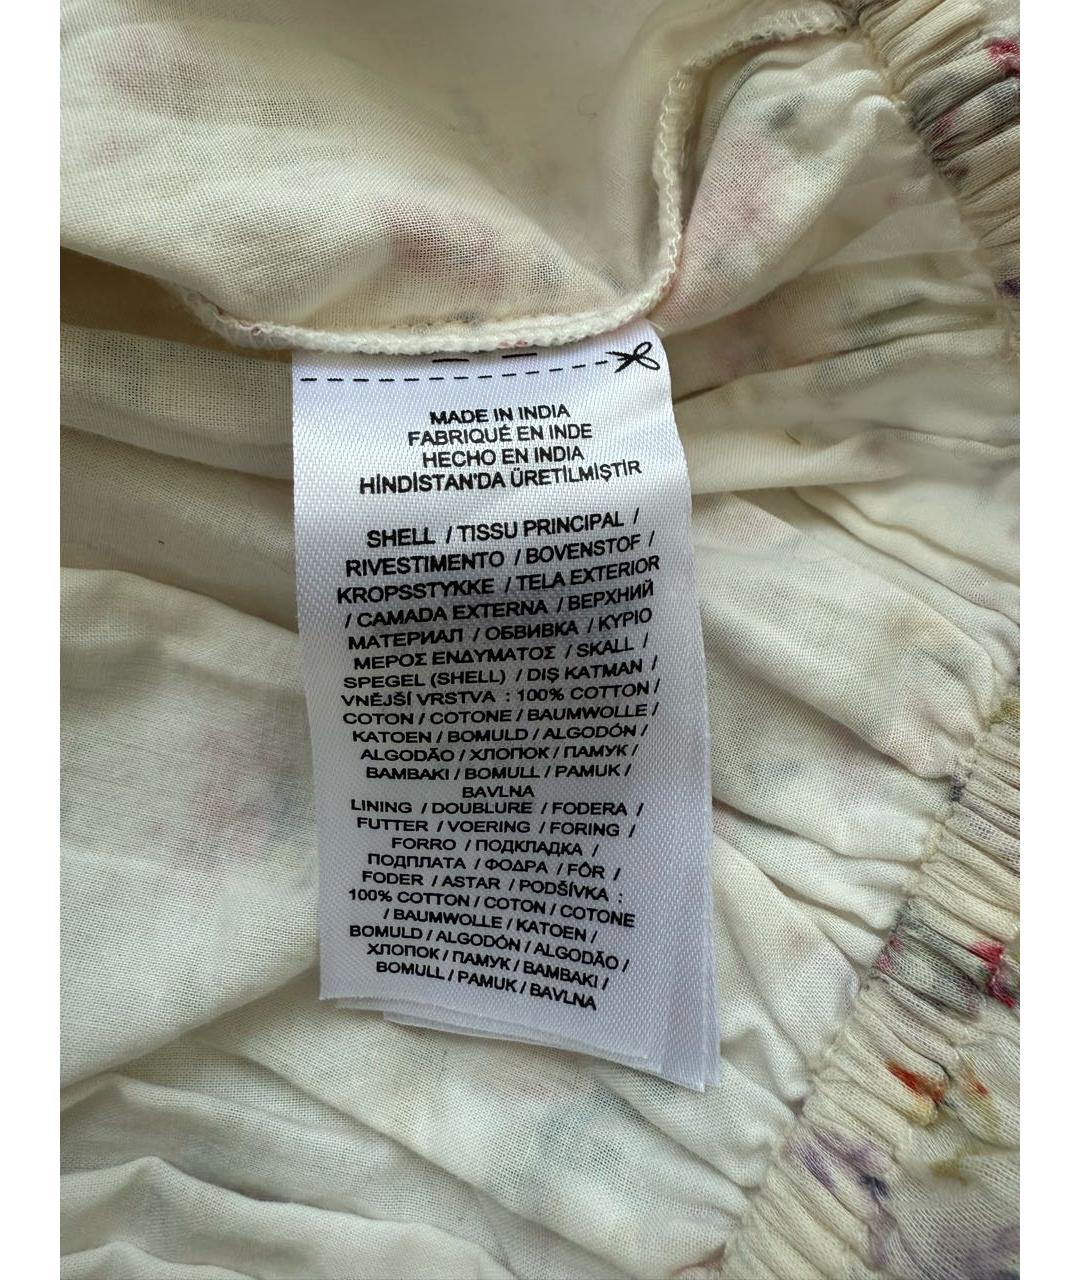 MADE IN INDIA
FABRIQUÉ EN INDE
HECHO EN INDIA
HİNDİSTAN'DA ÜRETİLMİŞTİR
SHELL / TISSU PRINCIPAL /
RIVESTIMENTO / BOVENSTOF /
KROPSSTYKKE / TELA EXTERIOR
/ CAMADA EXTERNA / ВЕРХНИЙ
МАТЕРИАЛ / ОБВИВКА / ΚΥΡΙΟ
ΜΕΡΟΣ ΕΝΔΥΜΑΤΟΣ / SKALL /
SPEGEL (SHELL) / DIŞ KATMAN /
VNĚJŠÍ VRSTVA : 100% COTTON /
COTON / COTONE / BAUMWOLLE /
KATOEN / BOMULD / ALGODÓN /
ALGODÃO / ХЛОПОК / ПАМУК /
BAMBAKI / BOMULL / PAMUK /
BAVLNA
LINING / DOUBLURE / FODERA /
FUTTER / VOERING / FORING /
FORRO / ПОДКЛАДКА /
ПОДПЛАТА / ΦΟΔΡΑ / FÔR /
FODER / ASTAR / PODŠÍVKA :
100% COTTON / COTON / COTONE
/ BAUMWOLLE / KATOEN /
BOMULD / ALGODÓN / ALGODÃO /
ХЛОПОК / ПАМУК / BAMBAKI /
BOMULL / PAMUK / BAVLNA